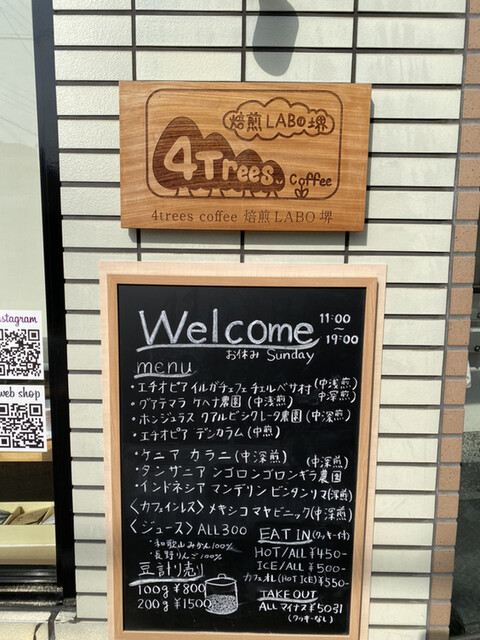 焙煎LABO堺
4Trees
Coffee
4trees coffee 焙煎LABO堺
Instagram
web shop
Welcome
11:00
〜
19:00
お休み Sunday
menu
・エチオピア イルガチェフェ チェルベサオナ(中浅煎)
・グアテマラ ケヘナ農園(中浅煎) 中深煎)
・ホンジュラス クアルビシグレータ農園(中深煎)
・エチオピア デンカラム(中煎)
・ケニア カラニ(中深煎)
・タンザニア ンゴロンゴロンギラ農園(中深煎)
・インドネシア マンデリン ビンタンリマ(深煎)
〈カフェインレス〉メキシコ マヤビニック(中深煎)
〈ジュース〉ALL300
・和歌山みかん100%
・長野りんご100%
豆計り売り
100g ¥800
200g ¥1500
EAT IN(クッキー付)
HOT/ALL ¥450-
ICE/ALL ¥500-
カフェオレ(HOT ICE)¥550-
TAKE OUT
ALL マイナス¥50引
(クッキーなし)